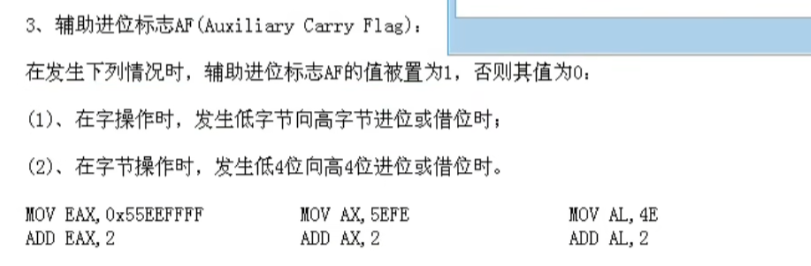 3、辅助进位标志AF(Auxiliary Carry Flag):
在发生下列情况时，辅助进位标志AF的值被置为1，否则其值为0:
(1)、在字操作时，发生低字节向高字节进位或借位时;
(2)、在字节操作时，发生低4位向高4位进位或借位时。
MOV EAX,0x55EEFFFF MOV AX,5EFE MOV AL,4E
ADD EAX,2 ADD AX,2 ADD AL,2